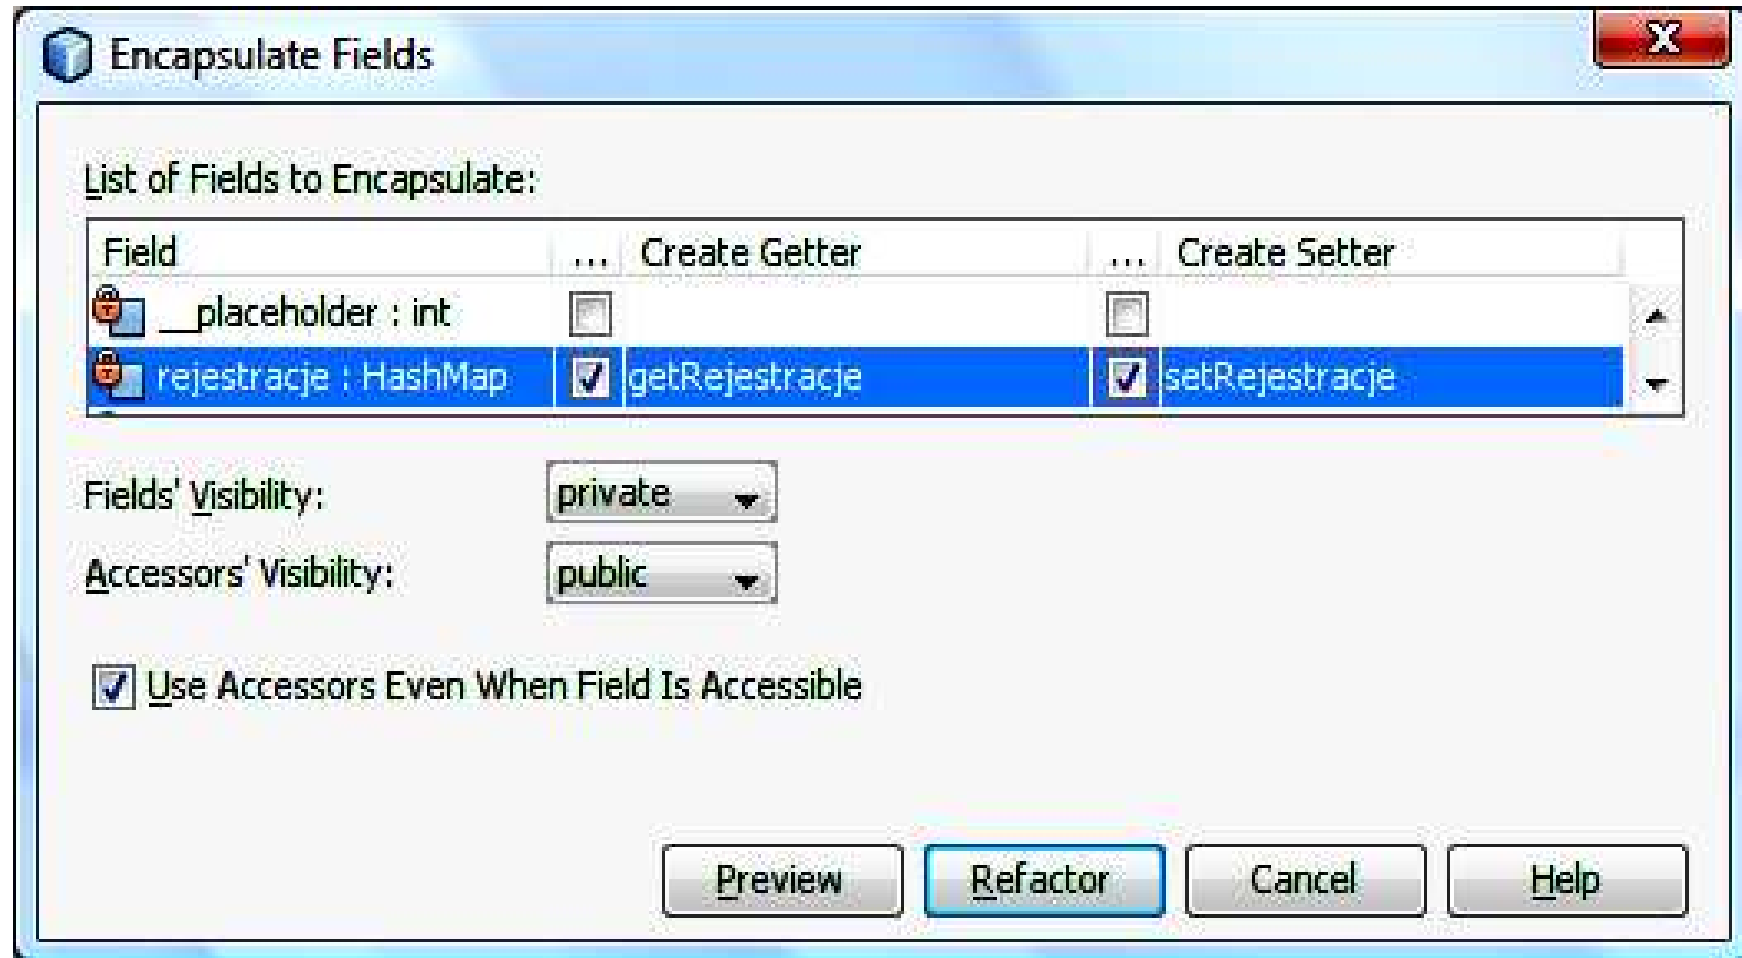 Encapsulate Fields
X
List of Fields to Encapsulate:
Field ... Create Getter ... Create Setter
__placeholder : int
rejestracje : HashMap getRejestracje setRejestracje
Fields' Visibility: private
Accessors' Visibility: public
Use Accessors Even When Field Is Accessible
Preview Refactor Cancel Help